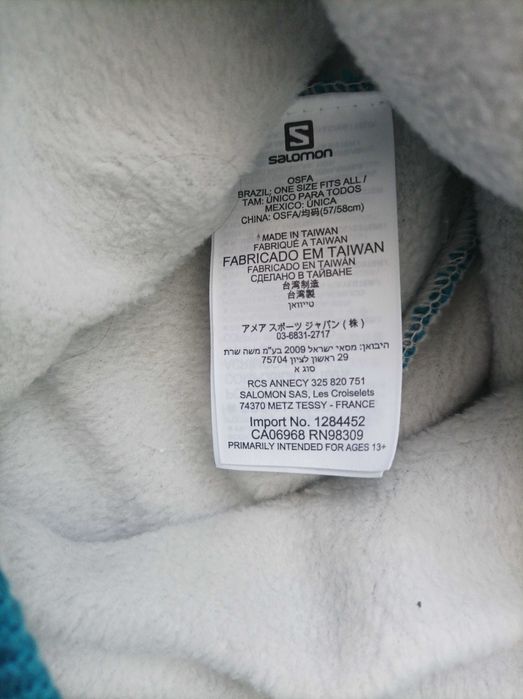 S
SALOMON
OSFA
BRAZIL: ONE SIZE FITS ALL /
TAM: ÚNICO PARA TODOS
MEXICO: ÚNICA
CHINA: OSFA/均码(57/58cm)
MADE IN TAIWAN
FABRIQUÉ A TAIWAN
FABRICADO EM TAIWAN
FABRICADO EN TAIWÁN
СДЕЛАНО В ТАЙВАНЕ
台湾制造
台湾製
טייוואן
アメア スポーツ ジャパン ( 株 )
03-6831-2717
היבואן: מסאי ישראל 2009 בע"מ משה שרת
29 ראשון לציון 75704
סוג א
RCS ANNECY 325 820 751
SALOMON SAS, Les Croiselets
74370 METZ TESSY - FRANCE
Import No. 1284452
CA06968 RN98309
PRIMARILY INTENDED FOR AGES 13+